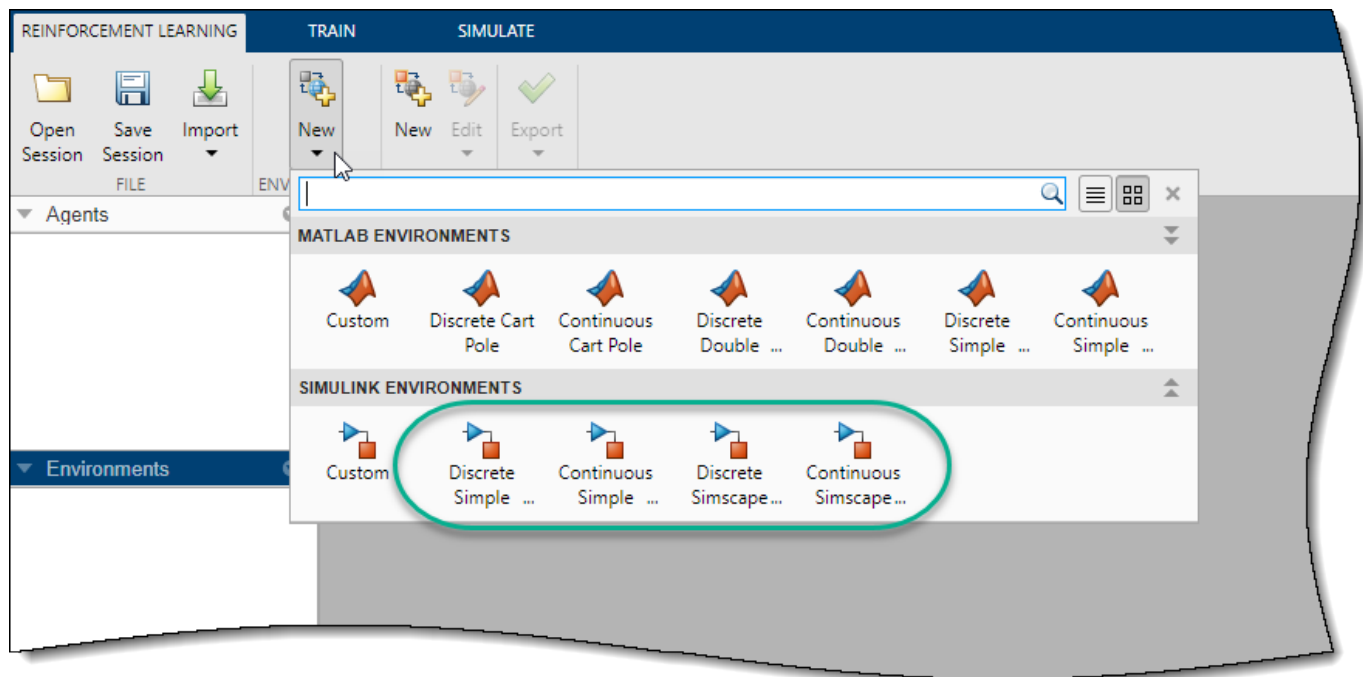 REINFORCEMENT LEARNING TRAIN SIMULATE
Open Session
Save Session
Import
New
New
Edit
Export
FILE
ENV
Agents
MATLAB ENVIRONMENTS
Custom
Discrete Cart Pole
Continuous Cart Pole
Discrete Double ...
Continuous Double ...
Discrete Simple ...
Continuous Simple ...
SIMULINK ENVIRONMENTS
Custom
Discrete Simple ...
Continuous Simple ...
Discrete Simscape...
Continuous Simscape...
Environments